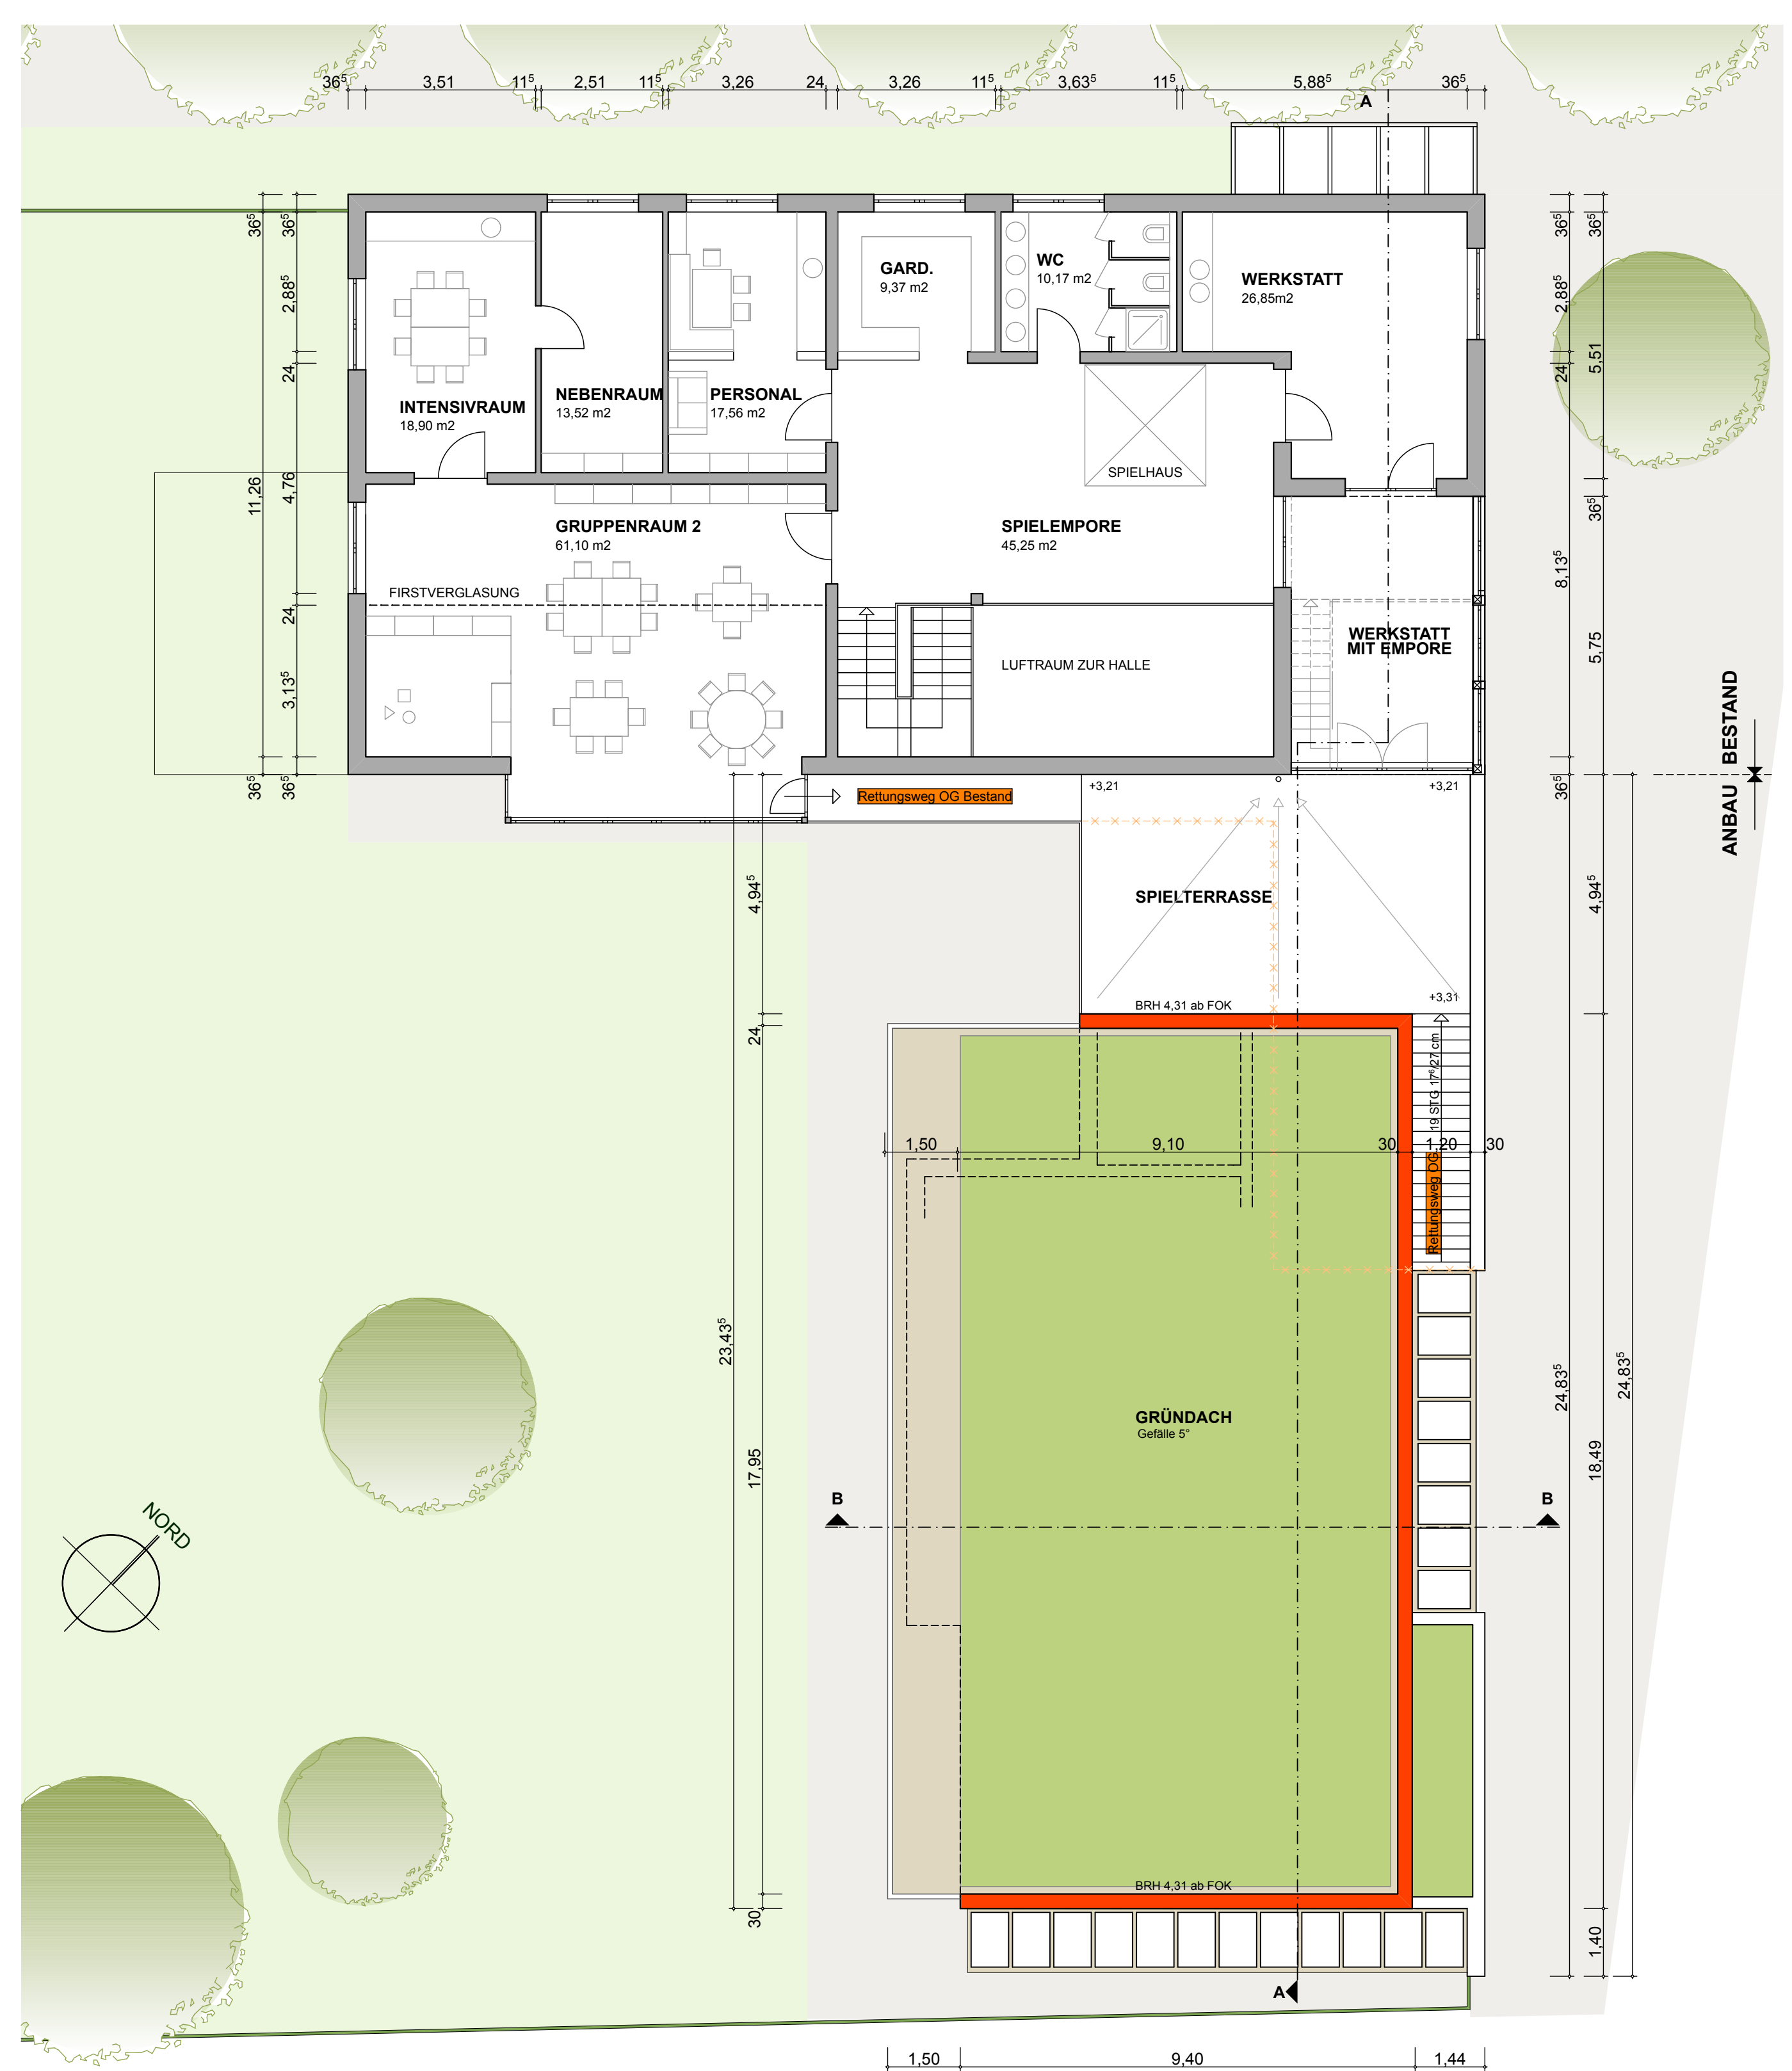 36⁵ 3,51 11⁵ 2,51 11⁵ 3,26 24 3,26 11⁵ 3,63⁵ 11⁵ 5,88⁵ 36⁵
A
36⁵ 36⁵
2,88⁵
24
11,26 4,76
24
3,13⁵
36⁵ 36⁵
INTENSIVRAUM
18,90 m2
NEBENRAUM
13,52 m2
PERSONAL
17,56 m2
GARD.
9,37 m2
WC
10,17 m2
WERKSTATT
26,85m2
SPIELHAUS
GRUPPENRAUM 2
61,10 m2
FIRSTVERGLASUNG
SPIELEMPORE
45,25 m2
LUFTRAUM ZUR HALLE
WERKSTATT
MIT EMPORE
36⁵ 36⁵
2,88⁵
24 5,51
36⁵
8,13⁵
5,75
36⁵
ANBAU BESTAND
Rettungsweg OG Bestand
+3,21
+3,21
SPIELTERRASSE
4,94⁵
4,94⁵
BRH 4,31 ab FOK
+3,31
24
19 STG 17⁶/27 cm
1,50 9,10 30 1,20 30
Rettungsweg OG
23,43⁵
17,95
24,83⁵
24,83⁵
18,49
GRÜNDACH
Gefälle 5°
B
B
NORD
BRH 4,31 ab FOK
30
1,40
A
1,50 9,40 1,44